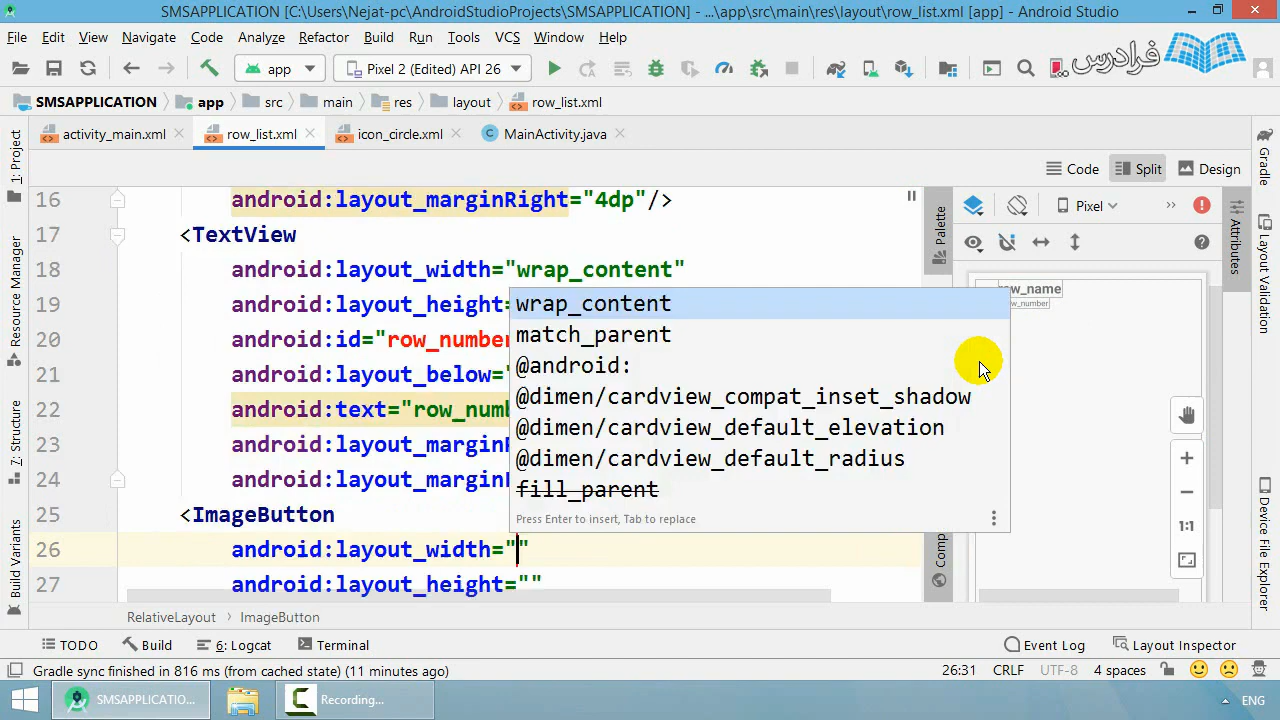 SMSAPPLICATION [C:\Users\Nejat-pc\AndroidStudioProjects\SMSAPPLICATION] - ...\app\src\main\res\layout\row_list.xml [app] - Android Studio
File Edit View Navigate Code Analyze Refactor Build Run Tools VCS Window Help
app Pixel 2 (Edited) API 26
فرادرس
SMSAPPLICATION app src main res layout row_list.xml
activity_main.xml row_list.xml icon_circle.xml MainActivity.java
Code Split Design
1: Project
Resource Manager
7: Structure
Build Variants
16 android:layout_marginRight="4dp"/>
17 <TextView
18 android:layout_width="wrap_content"
19 android:layout_height=
20 android:id="row_number
21 android:layout_below="
22 android:text="row_numb
23 android:layout_marginR
24 android:layout_marginL
25 <ImageButton
26 android:layout_width=""
27 android:layout_height=""
wrap_content
match_parent
@android:
@dimen/cardview_compat_inset_shadow
@dimen/cardview_default_elevation
@dimen/cardview_default_radius
fill_parent
Press Enter to insert, Tab to replace
Palette
Comp
Pixel
row_name
w_number
1:1
Attributes
Gradle
Layout Validation
Device File Explorer
RelativeLayout ImageButton
TODO Build 6: Logcat Terminal Event Log Layout Inspector
Gradle sync finished in 816 ms (from cached state) (11 minutes ago) 26:31 CRLF UTF-8 4 spaces
SMSAPPLICATIO... Recording... ENG